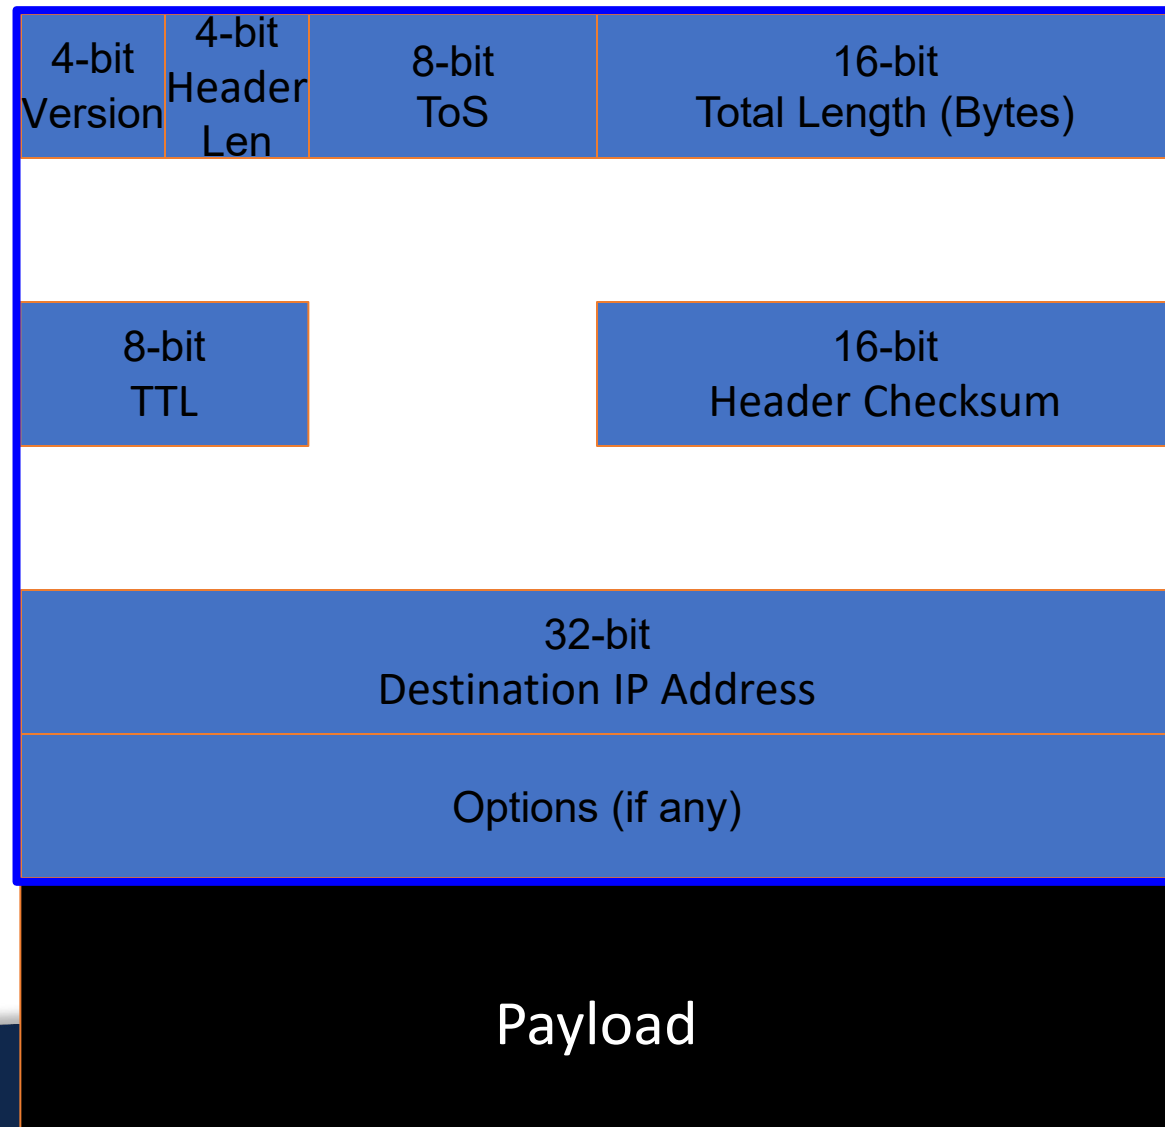 4-bit
Version
4-bit
Header
Len
8-bit
ToS
16-bit
Total Length (Bytes)
8-bit
TTL
16-bit
Header Checksum
32-bit
Destination IP Address
Options (if any)
Payload